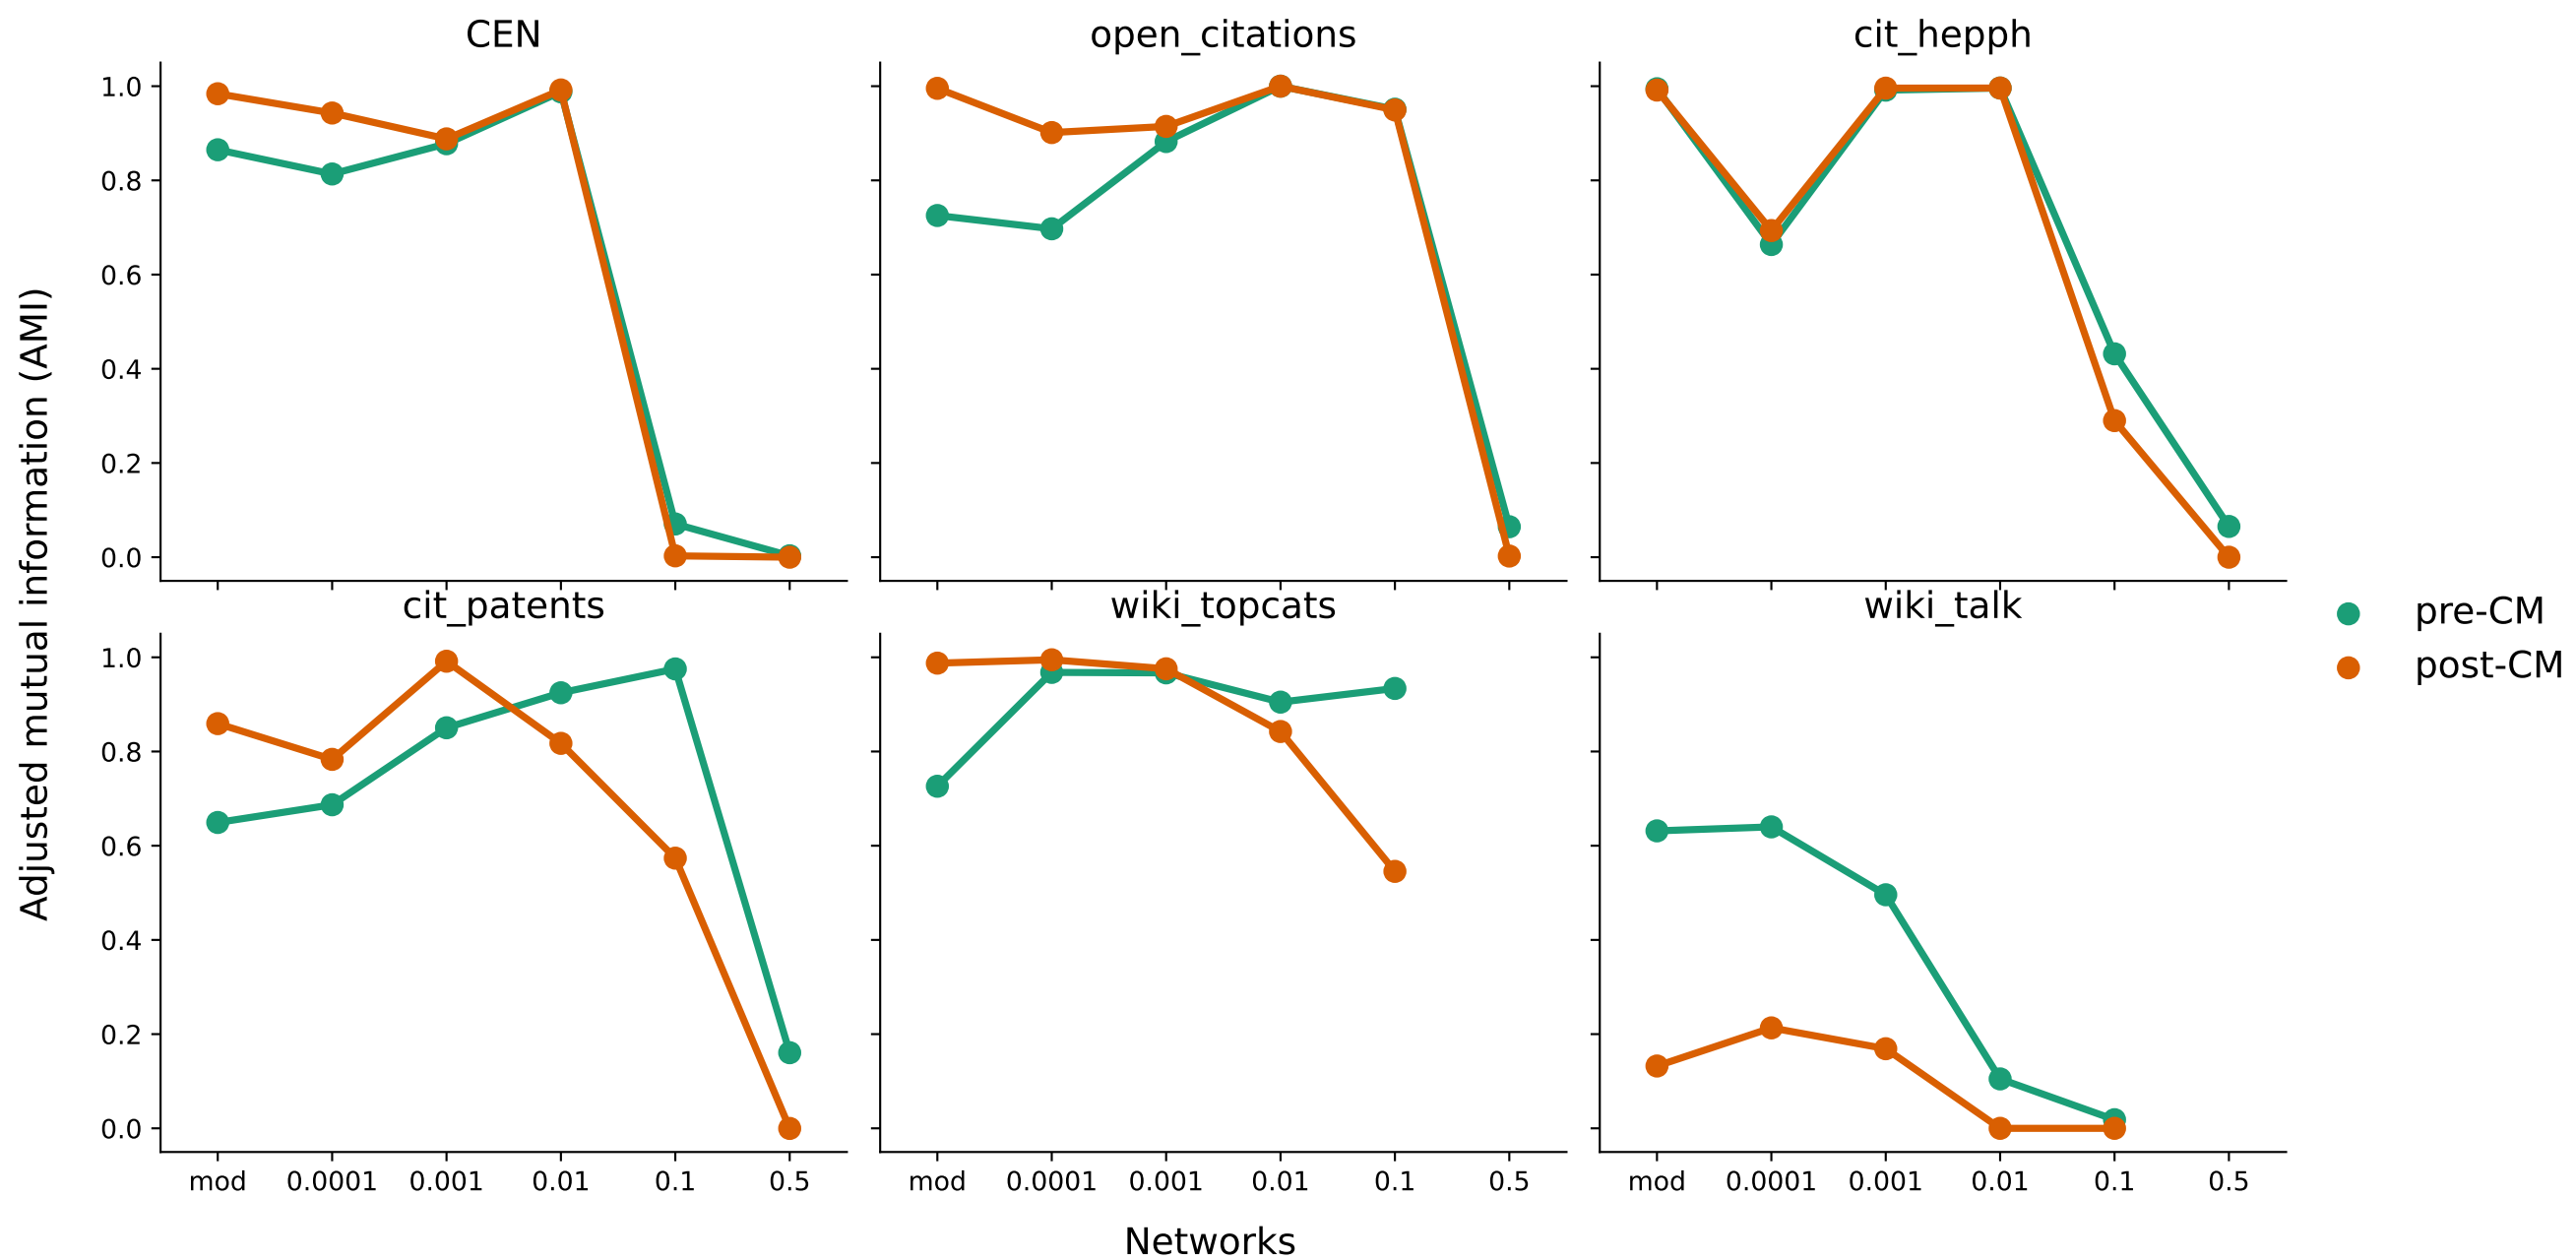 CEN
open_citations
cit_hepph
1.0
0.8
0.6
0.4
0.2
0.0
cit_patents
wiki_topcats
wiki_talk
1.0
0.8
0.6
0.4
0.2
0.0
mod 0.0001 0.001 0.01 0.1 0.5
mod 0.0001 0.001 0.01 0.1 0.5
mod 0.0001 0.001 0.01 0.1 0.5
Adjusted mutual information (AMI)
Networks
pre-CM
post-CM